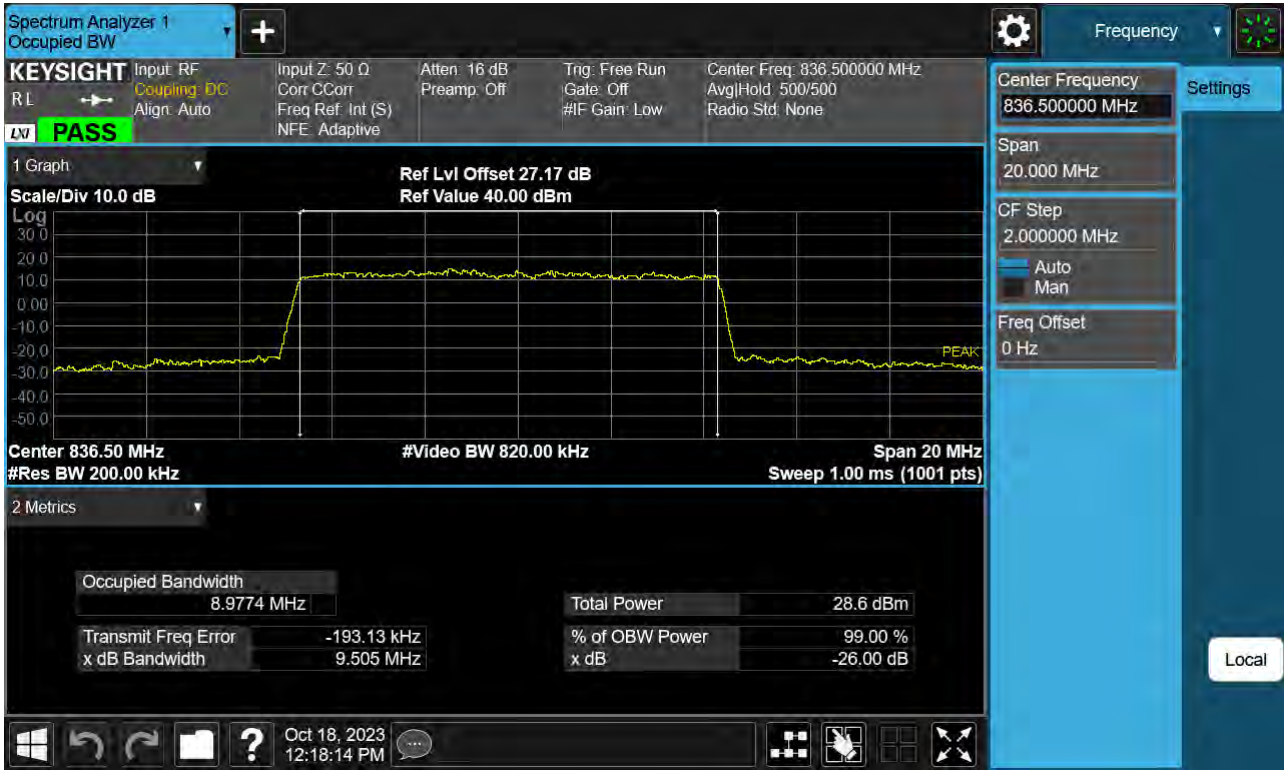 Spectrum Analyzer 1
Occupied BW
Frequency
KEYSIGHT
RL
LXI PASS
Input: RF
Coupling: DC
Align: Auto
Input Z: 50 Ω
Corr CCorr
Freq Ref: Int (S)
NFE: Adaptive
Atten: 16 dB
Preamp: Off
Trig: Free Run
Gate: Off
#IF Gain: Low
Center Freq: 836.500000 MHz
Avg|Hold: 500/500
Radio Std: None
Center Frequency
836.500000 MHz
Settings
Span
20.000 MHz
CF Step
2.000000 MHz
Auto
Man
Freq Offset
0 Hz
Local
1 Graph
Scale/Div 10.0 dB
Ref Lvl Offset 27.17 dB
Ref Value 40.00 dBm
Log
30.0
20.0
10.0
0.00
-10.0
-20.0
-30.0
-40.0
-50.0
PEAK
Center 836.50 MHz
#Video BW 820.00 kHz
Span 20 MHz
#Res BW 200.00 kHz
Sweep 1.00 ms (1001 pts)
2 Metrics
Occupied Bandwidth
8.9774 MHz
Total Power 28.6 dBm
Transmit Freq Error -193.13 kHz
% of OBW Power 99.00 %
x dB Bandwidth 9.505 MHz
x dB -26.00 dB
?
Oct 18, 2023
12:18:14 PM